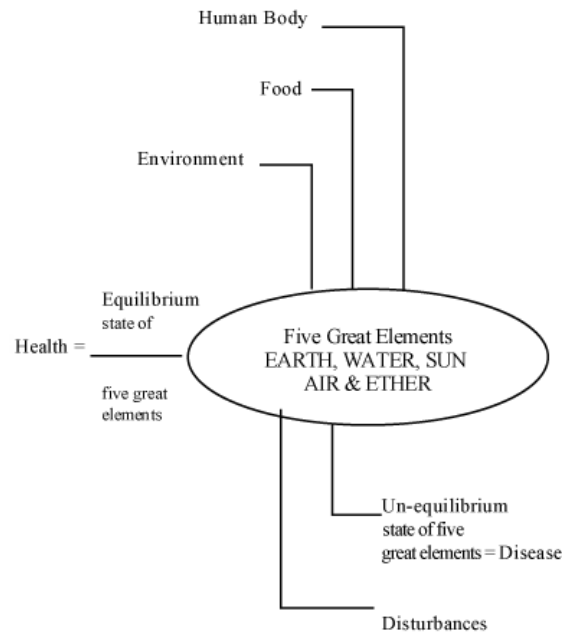 Human Body
Food
Environment
Equilibrium
state of
Health =
five great
elements
Five Great Elements
EARTH, WATER, SUN
AIR & ETHER
Un-equilibrium
state of five
great elements = Disease
Disturbances